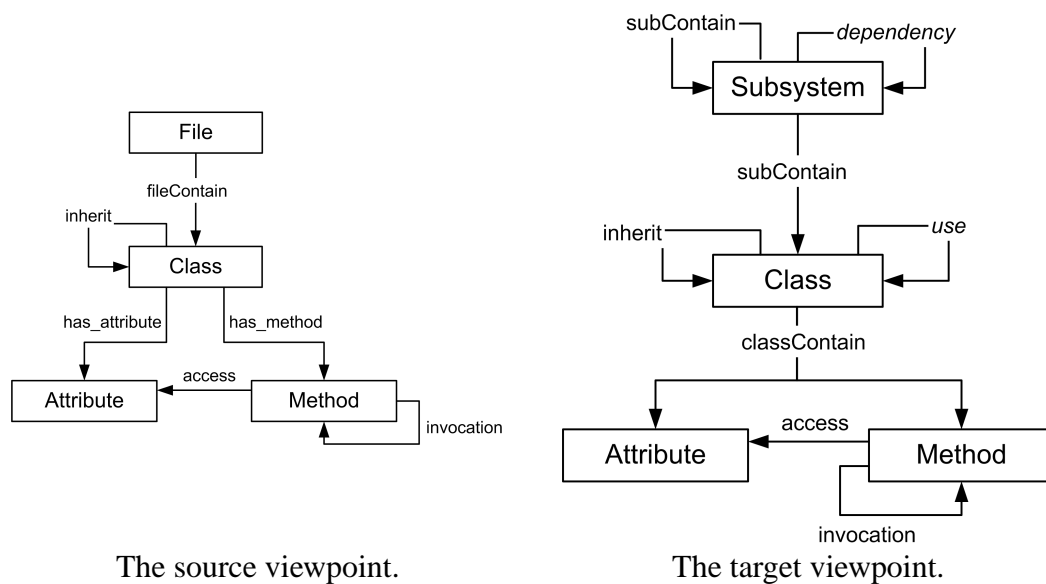 File
fileContain
inherit
Class
has_attribute
has_method
access
Attribute
Method
invocation
The source viewpoint.
subContain
dependency
Subsystem
subContain
inherit
use
Class
classContain
access
Attribute
Method
invocation
The target viewpoint.